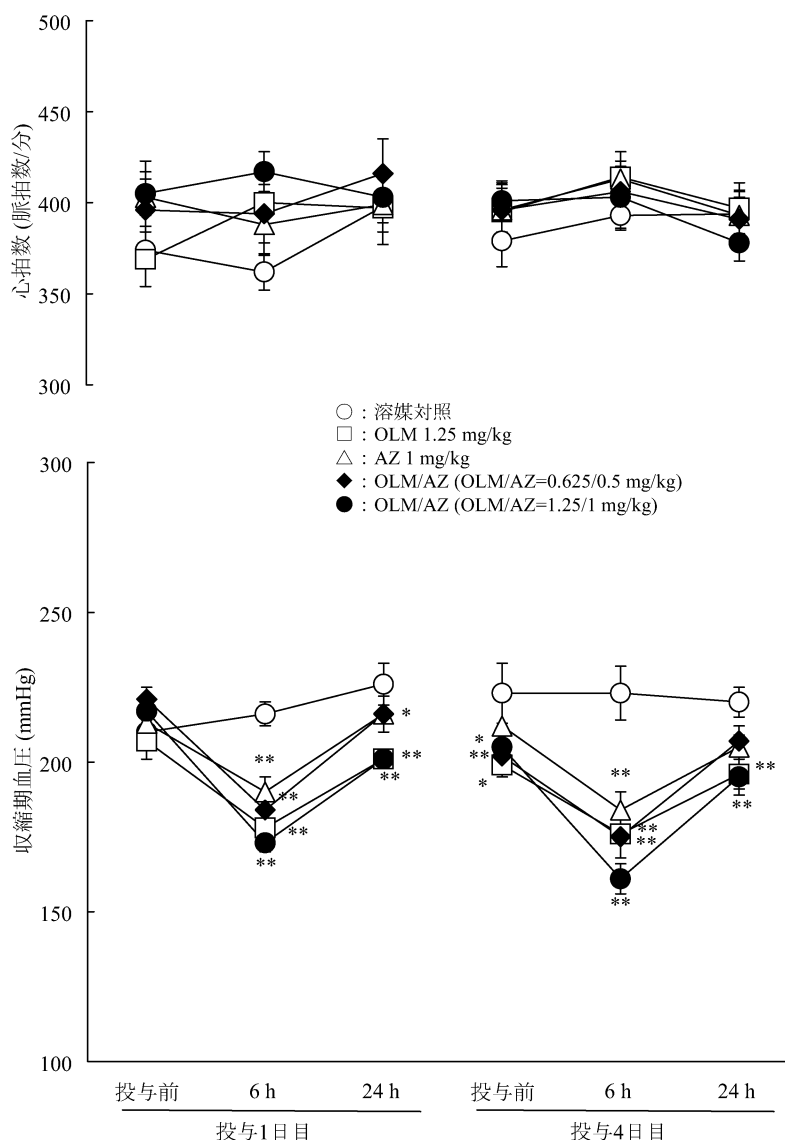 500
450
400
350
300
心拍数 (脈拍数/分)
○ : 溶媒対照
□ : OLM 1.25 mg/kg
△ : AZ 1 mg/kg
◆ : OLM/AZ (OLM/AZ=0.625/0.5 mg/kg)
● : OLM/AZ (OLM/AZ=1.25/1 mg/kg)
300
250
200
150
100
収縮期血圧 (mmHg)
**
**
**
**
*
**
**
*
**
*
**
**
**
**
**
**
投与前 6 h 24 h 投与前 6 h 24 h
投与1日目 投与4日目